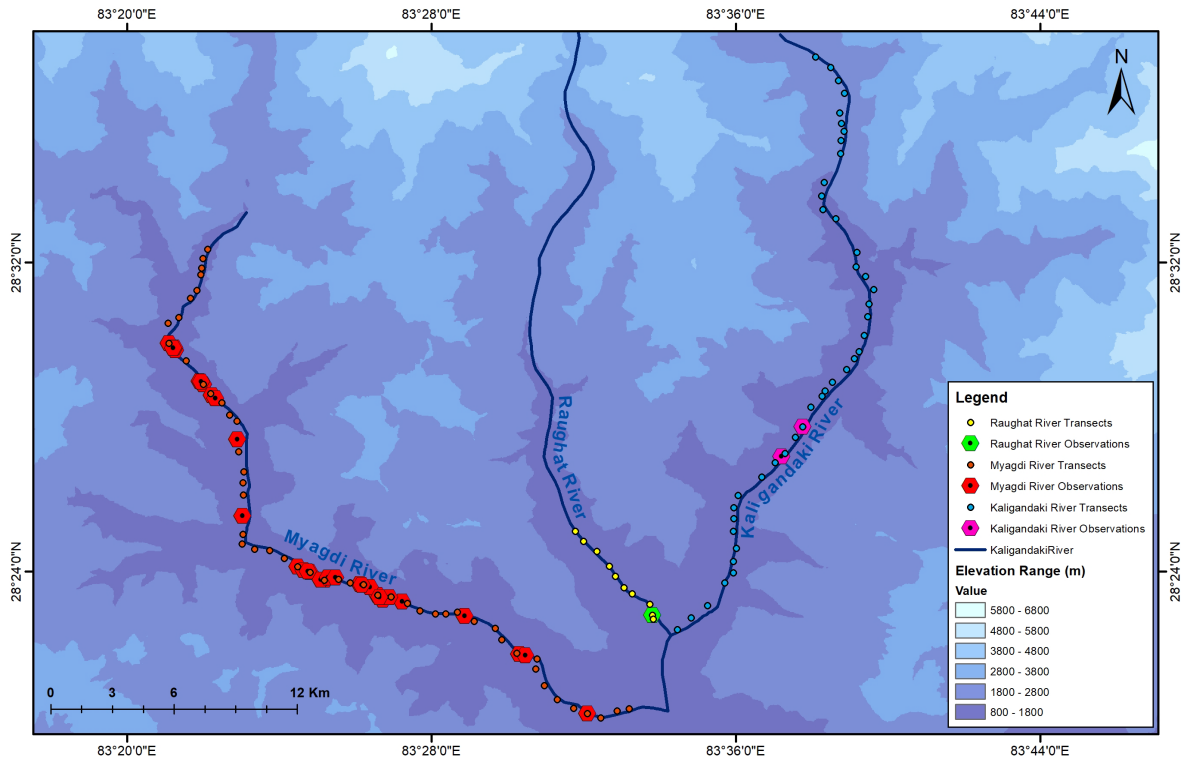 83°20'0"E 83°28'0"E 83°36'0"E 83°44'0"E
N
28°32'0"N 28°32'0"N
Raughat River
Kali gandaki River
Myagdi River
28°24'0"N 28°24'0"N
Legend
Raughat River Transects
Raughat River Observations
Myagdi River Transects
Myagdi River Observations
Kaligandaki River Transects
Kaligandaki River Observations
KaligandakiRiver
Elevation Range (m)
Value
5800 - 6800
4800 - 5800
3800 - 4800
2800 - 3800
1800 - 2800
800 - 1800
0 3 6 12 Km
83°20'0"E 83°28'0"E 83°36'0"E 83°44'0"E